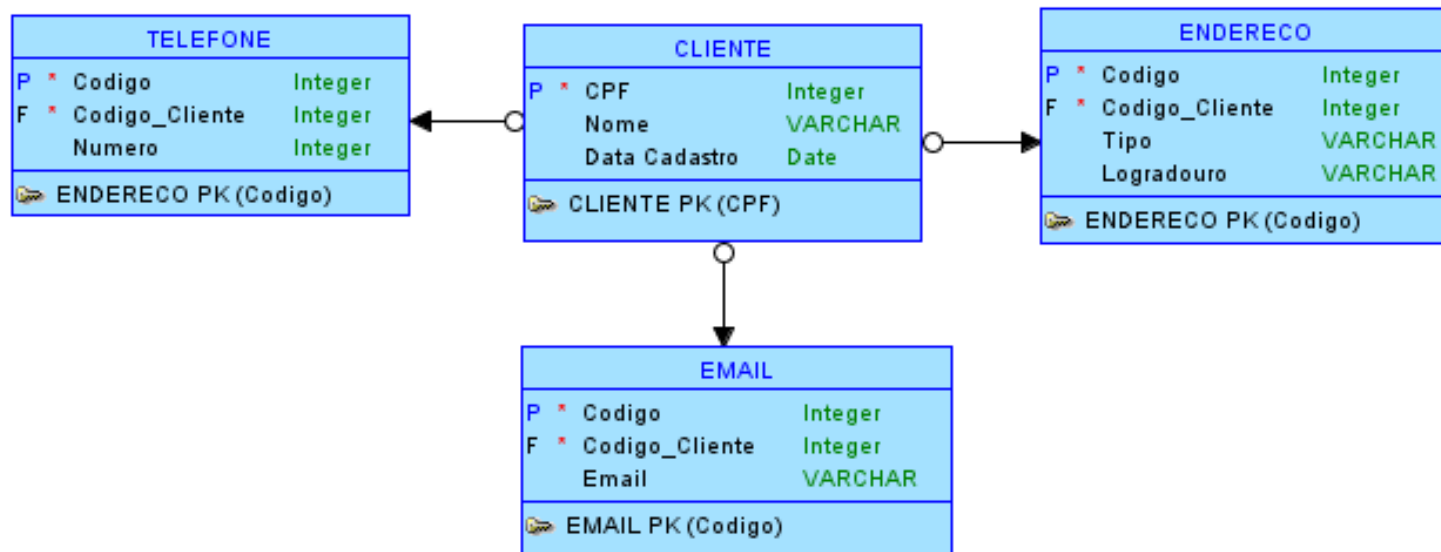 TELEFONE
P * Codigo Integer
F * Codigo_Cliente Integer
Numero Integer
ENDERECO PK (Codigo)
CLIENTE
P * CPF Integer
Nome VARCHAR
Data Cadastro Date
CLIENTE PK (CPF)
ENDERECO
P * Codigo Integer
F * Codigo_Cliente Integer
Tipo VARCHAR
Logradouro VARCHAR
ENDERECO PK (Codigo)
EMAIL
P * Codigo Integer
F * Codigo_Cliente Integer
Email VARCHAR
EMAIL PK (Codigo)